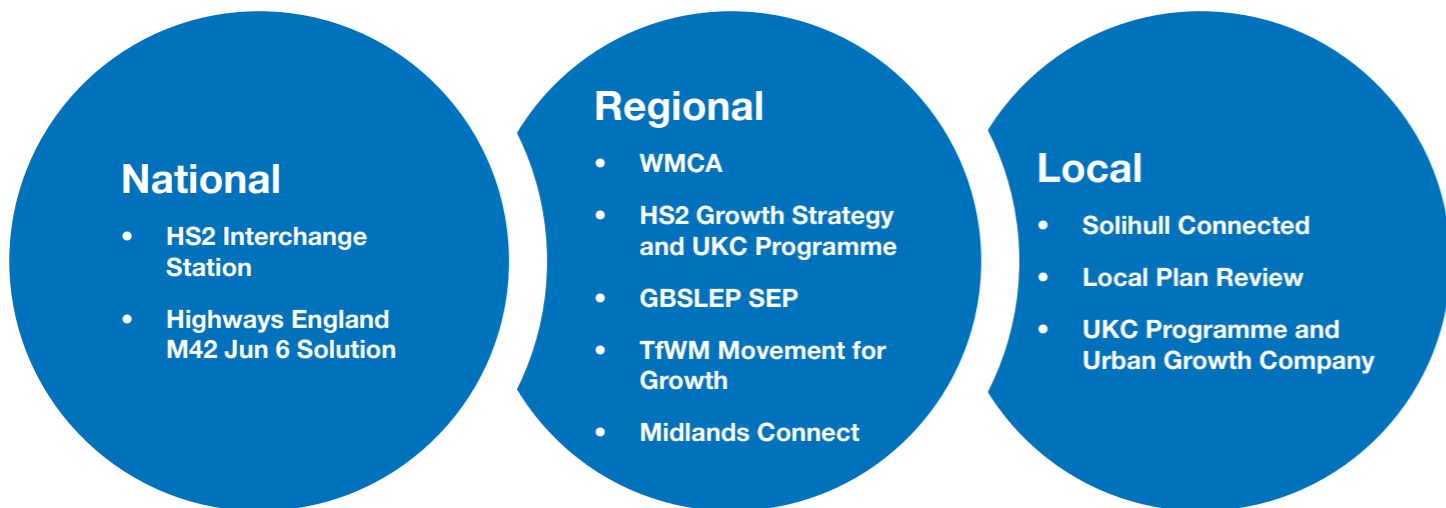 National
• HS2 Interchange
Station
• Highways England
M42 Jun 6 Solution
Regional
• WMCA
• HS2 Growth Strategy
and UKC Programme
• GBSLEP SEP
• TfWM Movement for
Growth
• Midlands Connect
Local
• Solihull Connected
• Local Plan Review
• UKC Programme and
Urban Growth Company